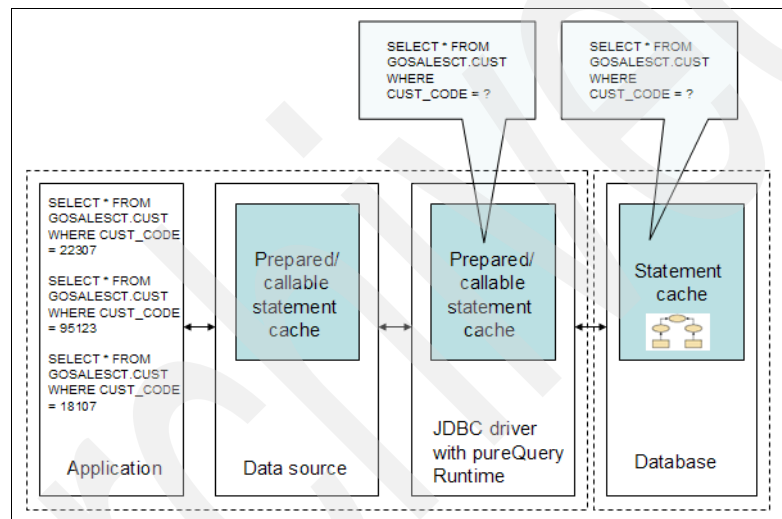 SELECT * FROM
GOSALESCT.CUST
WHERE
CUST_CODE = ?
SELECT * FROM
GOSALESCT.CUST
WHERE
CUST_CODE = ?
SELECT * FROM
GOSALESCT.CUST
WHERE CUST_CODE
= 22307
SELECT * FROM
GOSALESCT.CUST
WHERE CUST_CODE
= 95123
SELECT * FROM
GOSALESCT.CUST
WHERE CUST_CODE
= 18107
Application
Prepared/
callable
statement
cache
Data source
Prepared/
callable
statement
cache
JDBC driver
with pureQuery
Runtime
Statement
cache
Database